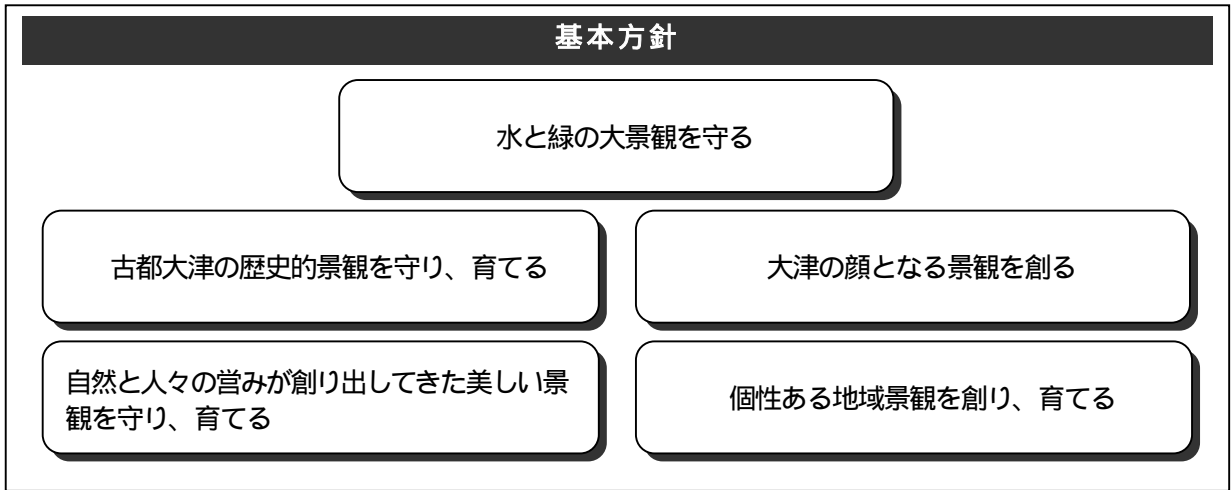 基本方針
水と緑の大景観を守る
古都大津の歴史的景観を守り、育てる
大津の顔となる景観を創る
自然と人々の営みが創り出してきた美しい景
観を守り、育てる
個性ある地域景観を創り、育てる